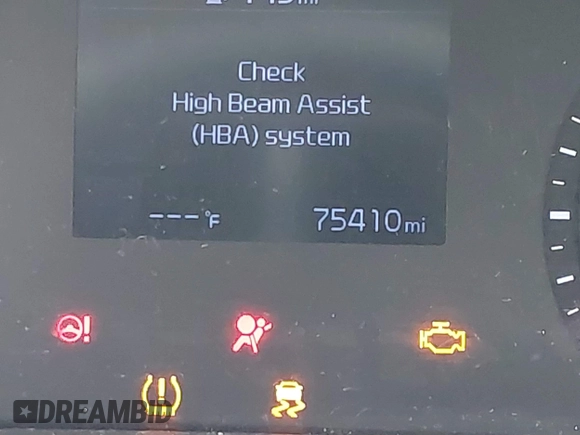 Check
High Beam Assist
(HBA) system
---°F
75410mi
DREAMBID